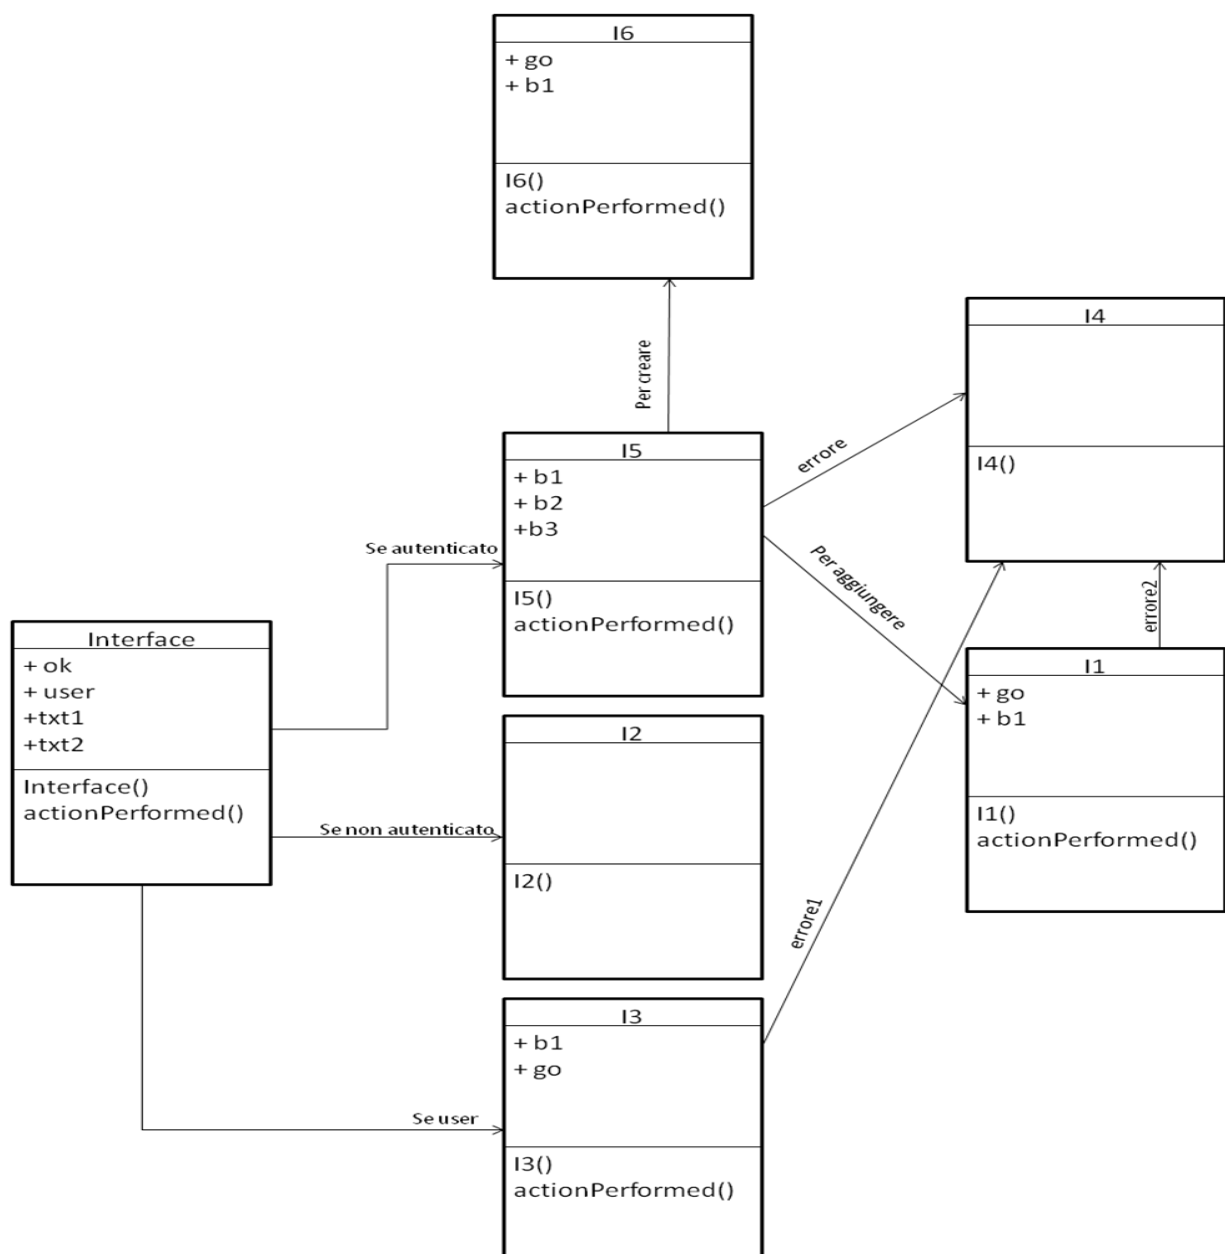 I6
+ go
+ b1
I6()
actionPerformed()
Per creare
I4
I4()
errore
I5
+ b1
+ b2
+b3
I5()
actionPerformed()
Se autenticato
Per aggiungere
errore2
Interface
+ ok
+ user
+txt1
+txt2
Interface()
actionPerformed()
I1
+ go
+ b1
I1()
actionPerformed()
I2
I2()
Se non autenticato
errore1
I3
+ b1
+ go
I3()
actionPerformed()
Se user